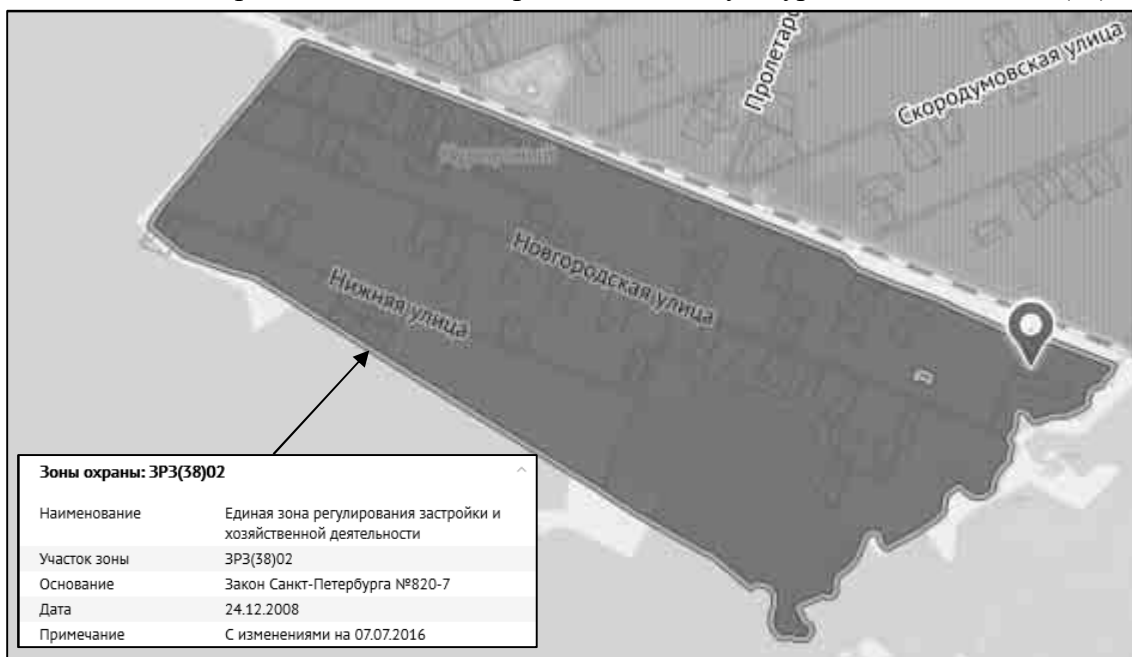 Пролетар
Скородумовская улица
Новгородская улица
Нижняя улица
Зоны охраны: ЗРЗ(38)02
Наименование Единая зона регулирования застройки и
хозяйственной деятельности
Участок зоны ЗРЗ(38)02
Основание Закон Санкт-Петербурга №820-7
Дата 24.12.2008
Примечание С изменениями на 07.07.2016